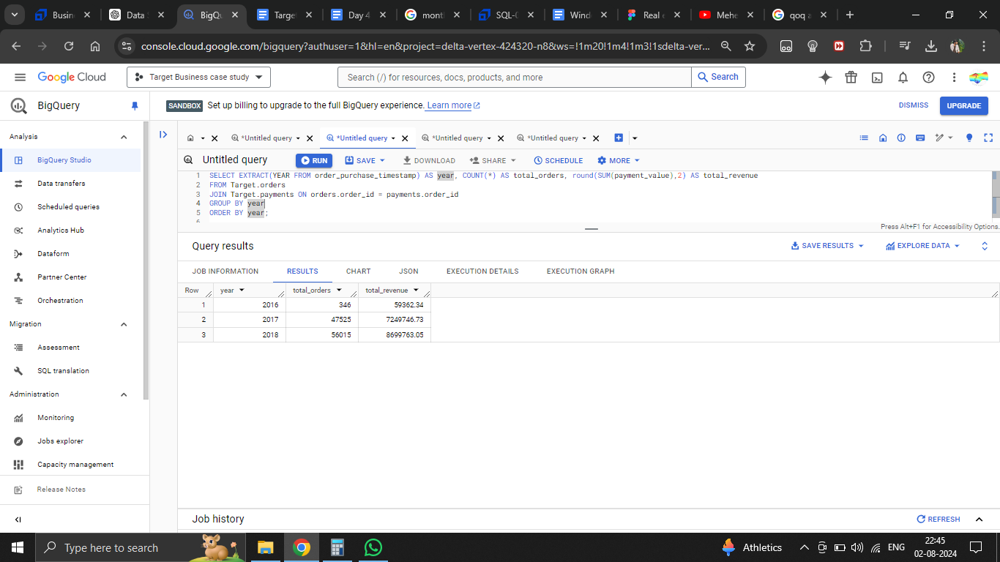 Busin
Data S
BigQ
Target
Day 4
monti
SQL-0
Wind
Real e
Mehe
qoq a
console.cloud.google.com/bigquery?authuser=1&hl=en&project=delta-vertex-424320-n8&ws=!1m20!1m4!1m3!1sdelta-ver...
Google Cloud
Target Business case study
Search (/) for resources, docs, products, and more
Search
BigQuery
SANDBOX Set up billing to upgrade to the full BigQuery experience. Learn more
DISMISS
UPGRADE
Analysis
BigQuery Studio
Data transfers
Scheduled queries
Analytics Hub
Dataform
Partner Center
Orchestration
Migration
Assessment
SQL translation
Administration
Monitoring
Jobs explorer
Capacity management
Release Notes
*Untitled query
*Untitled query
*Untitled query
*Untitled query
Untitled query
RUN
SAVE
DOWNLOAD
SHARE
SCHEDULE
MORE
1 SELECT EXTRACT(YEAR FROM order_purchase_timestamp) AS year, COUNT(*) AS total_orders, round(SUM(payment_value),2) AS total_revenue
2 FROM Target.orders
3 JOIN Target.payments ON orders.order_id = payments.order_id
4 GROUP BY year
5 ORDER BY year;
6
Press Alt+F1 for Accessibility Options.
Query results
SAVE RESULTS
EXPLORE DATA
JOB INFORMATION
RESULTS
CHART
JSON
EXECUTION DETAILS
EXECUTION GRAPH
Row year total_orders total_revenue
1 2016 346 59362.34
2 2017 47525 7249746.73
3 2018 56015 8699763.05
Job history
REFRESH
Type here to search
Athletics
ENG
22:45
02-08-2024